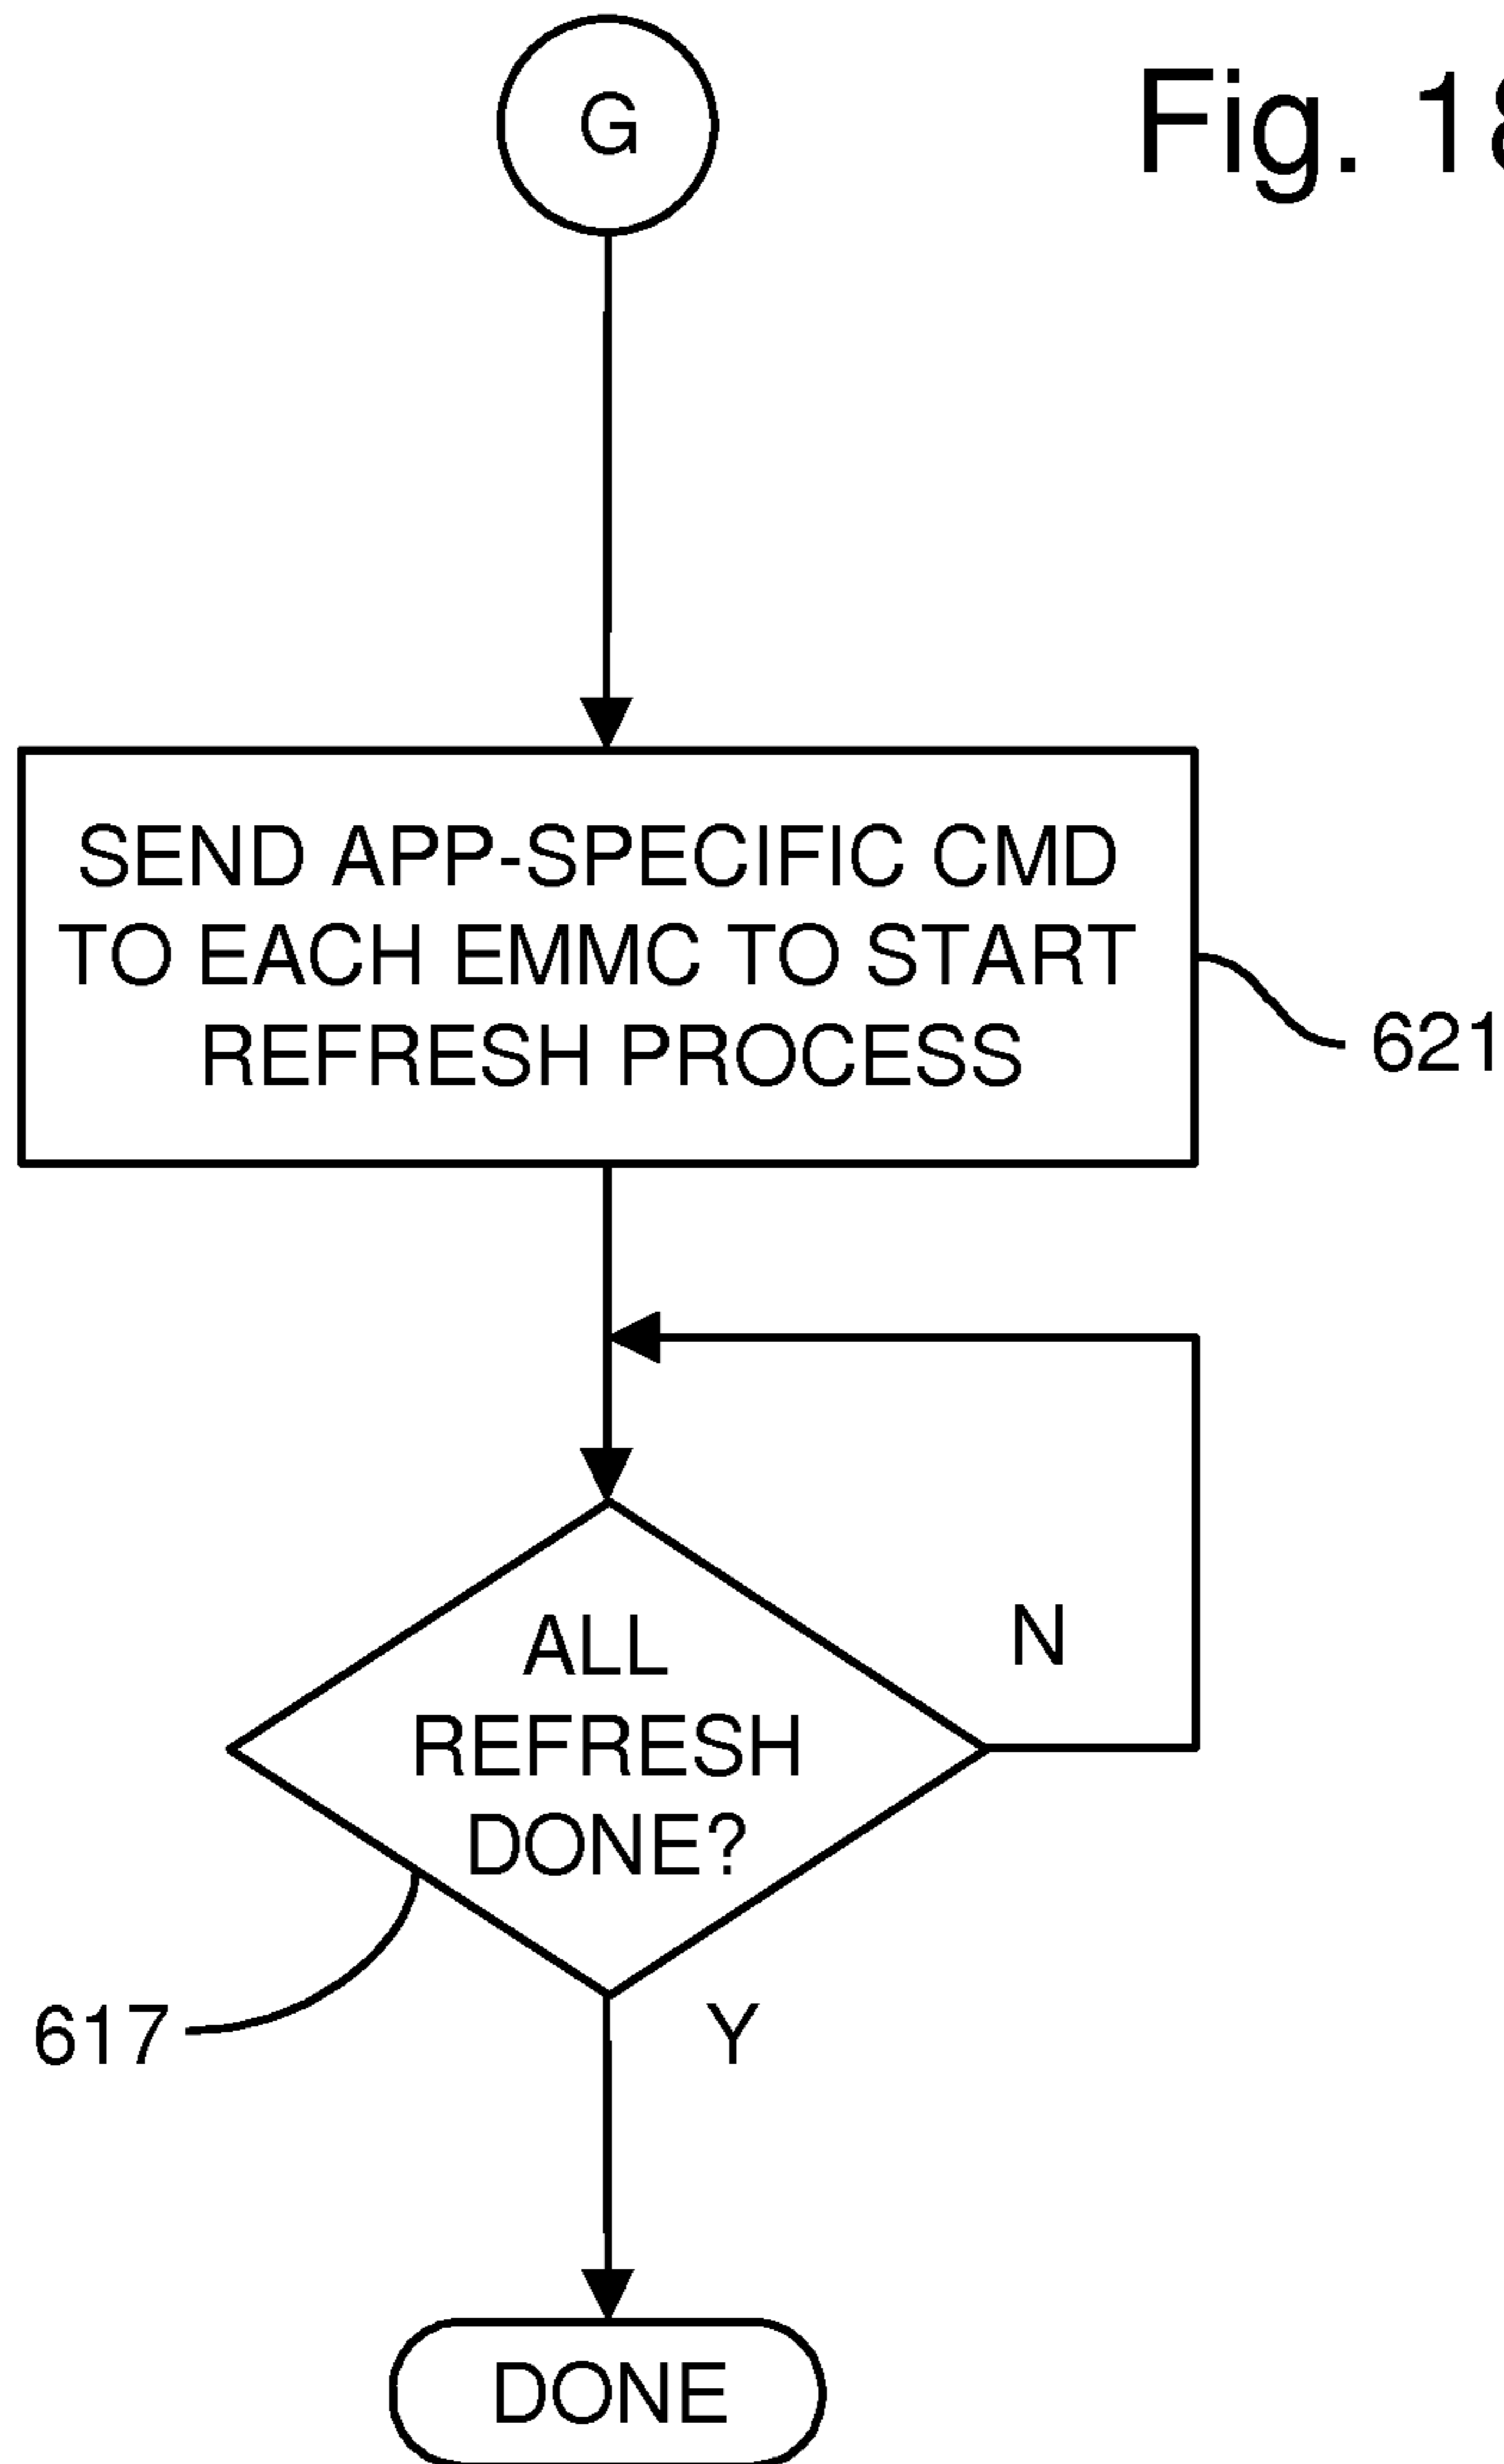 G
Fig. 18
SEND APP-SPECIFIC CMD
TO EACH EMMC TO START
REFRESH PROCESS
621
ALL
REFRESH
DONE?
N
617
Y
DONE